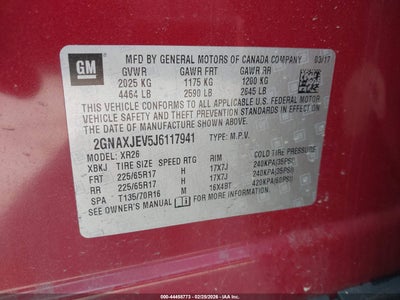 GM
MFD BY GENERAL MOTORS OF CANADA COMPANY 03/17
GVWR GAWR FRT GAWR RR
2025 KG 1175 KG 1200 KG
4464 LB 2590 LB 2645 LB
THIS VEHICLE CONFORMS TO ALL APPLICABLE U.S. FEDERAL MOTOR
VEHICLE SAFETY, BUMPER, AND THEFT PREVENTION STANDARDS IN EFFECT
ON THE DATE OF MANUFACTURE SHOWN ABOVE.
2GNAXJEV5J6117941 TYPE: M.P.V.
MODEL: XR26
XBKJ TIRE SIZE SPEED RTG RIM COLD TIRE PRESSURE
FRT 225/65R17 H 17X7J 240KPA(35PSI)
RR 225/65R17 H 17X7J 240KPA(35PSI)
SPA T135/70R16 M 16X4BT 420KPA(60PSI)
SEE OWNER'S MANUAL FOR ADDITIONAL INFORMATION.
000-44458773 - 02/25/2026 - IAA, Inc.